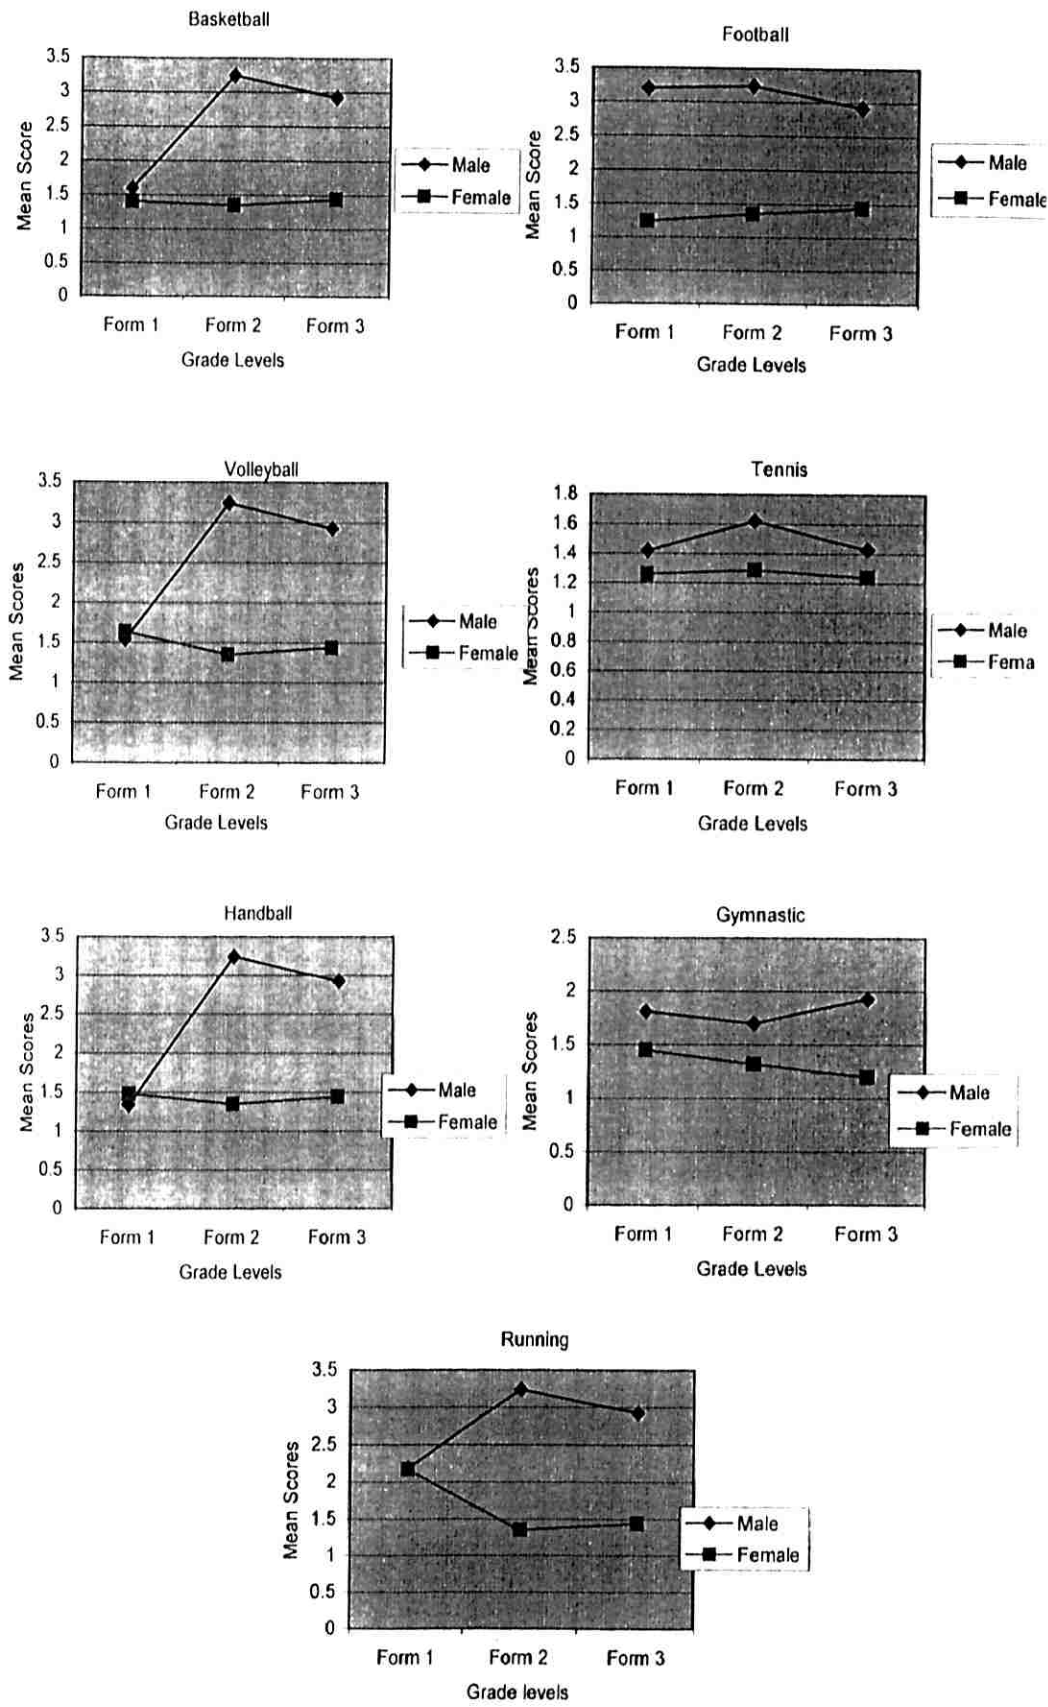 Basketball
3.5
3
2.5
2
1.5
1
0.5
0
Mean Score
Form 1 Form 2 Form 3
Grade Levels
Male
Female
Football
3.5
3
2.5
2
1.5
1
0.5
0
Mean Score
Form 1 Form 2 Form 3
Grade Levels
Male
Female
Volleyball
3.5
3
2.5
2
1.5
1
0.5
0
Mean Scores
Form 1 Form 2 Form 3
Grade Levels
Male
Female
Tennis
1.8
1.6
1.4
1.2
1
0.8
0.6
0.4
0.2
0
Mean Scores
Form 1 Form 2 Form 3
Grade Levels
Male
Fema
Handball
3.5
3
2.5
2
1.5
1
0.5
0
Mean Scores
Form 1 Form 2 Form 3
Grade Levels
Male
Female
Gymnastic
2.5
2
1.5
1
0.5
0
Mean Scores
Form 1 Form 2 Form 3
Grade Levels
Male
Female
Running
3.5
3
2.5
2
1.5
1
0.5
0
Mean Scores
Form 1 Form 2 Form 3
Grade levels
Male
Female